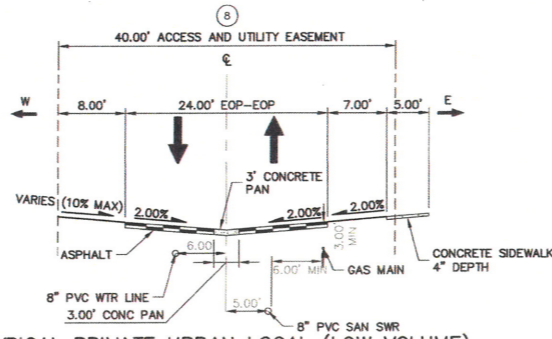 8
40.00' ACCESS AND UTILITY EASEMENT
℄
W
E
8.00' 24.00' EOP-EOP 7.00' 5.00'
3' CONCRETE
PAN
VARIES (10% MAX)
2.00% 2.00% 2.00%
ASPHALT
6.00'
3.00'
MIN
6.00' MIN
GAS MAIN
CONCRETE SIDEWALK
4" DEPTH
8" PVC WTR LINE
3.00' CONC PAN
5.00'
8" PVC SAN SWR